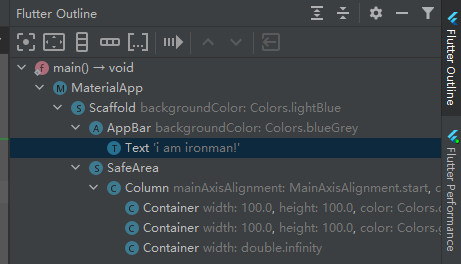 Flutter Outline
main() → void
MaterialApp
Scaffold backgroundColor: Colors.lightBlue
AppBar backgroundColor: Colors.blueGrey
Text 'i am ironman!'
SafeArea
Column mainAxisAlignment: MainAxisAlignment.start, c
Container width: 100.0, height: 100.0, color: Colors.
Container width: 100.0, height: 100.0, color: Colors.
Container width: double.infinity
Flutter Outline
Flutter Performance